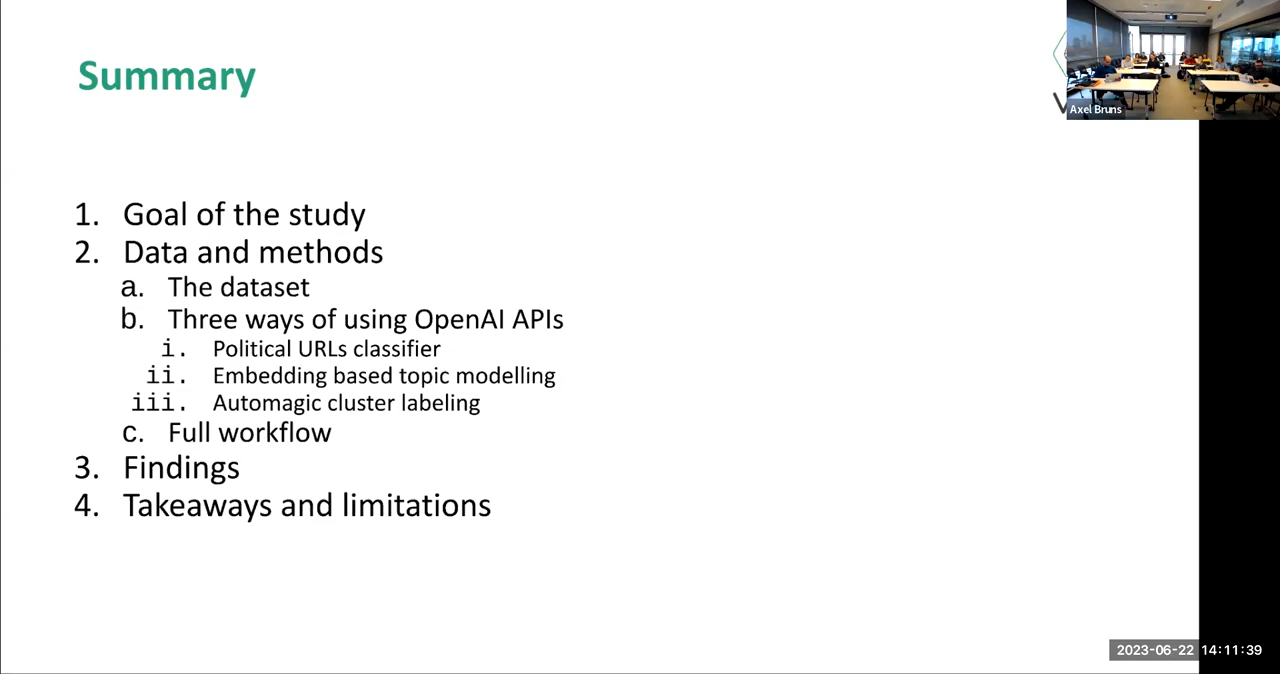 Summary
Axel Bruns
1. Goal of the study
2. Data and methods
a. The dataset
b. Three ways of using OpenAI APIs
i. Political URLs classifier
ii. Embedding based topic modelling
iii. Automagic cluster labeling
c. Full workflow
3. Findings
4. Takeaways and limitations
2023-06-22 14:11:39